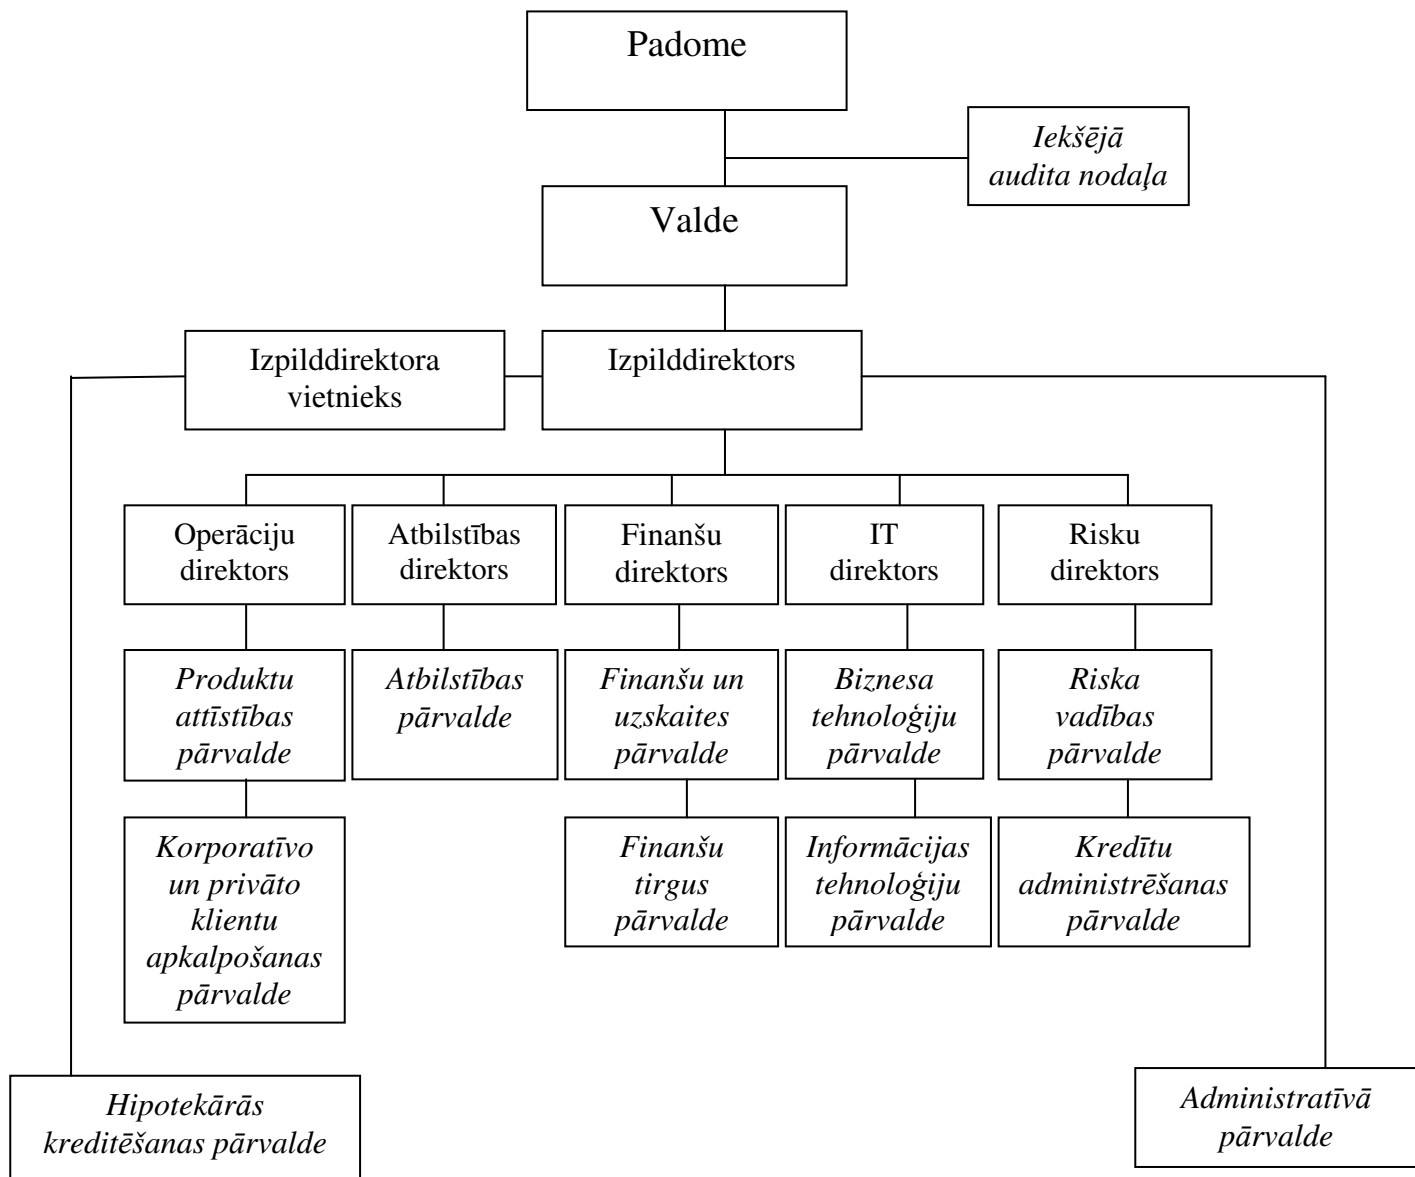 Padome
Iekšējā
audita nodaļa
Valde
Izpilddirektora
vietnieks
Izpilddirektors
Operāciju
direktors
Atbilstības
direktors
Finanšu
direktors
IT
direktors
Risku
direktors
Produktu
attīstības
pārvalde
Atbilstības
pārvalde
Finanšu un
uzskaites
pārvalde
Biznesa
tehnoloģiju
pārvalde
Riska
vadības
pārvalde
Korporatīvo
un privāto
klientu
apkalpošanas
pārvalde
Finanšu
tirgus
pārvalde
Informācijas
tehnoloģiju
pārvalde
Kredītu
administrēšanas
pārvalde
Hipotekārās
kreditēšanas pārvalde
Administratīvā
pārvalde